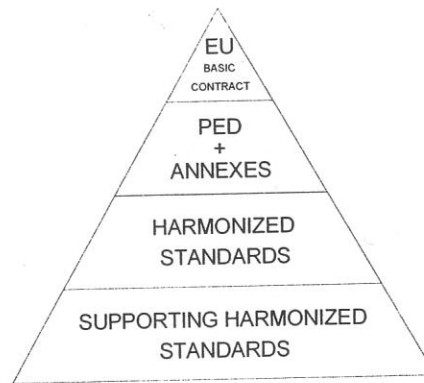 EU
BASIC
CONTRACT
PED
+
ANNEXES
HARMONIZED
STANDARDS
SUPPORTING HARMONIZED
STANDARDS